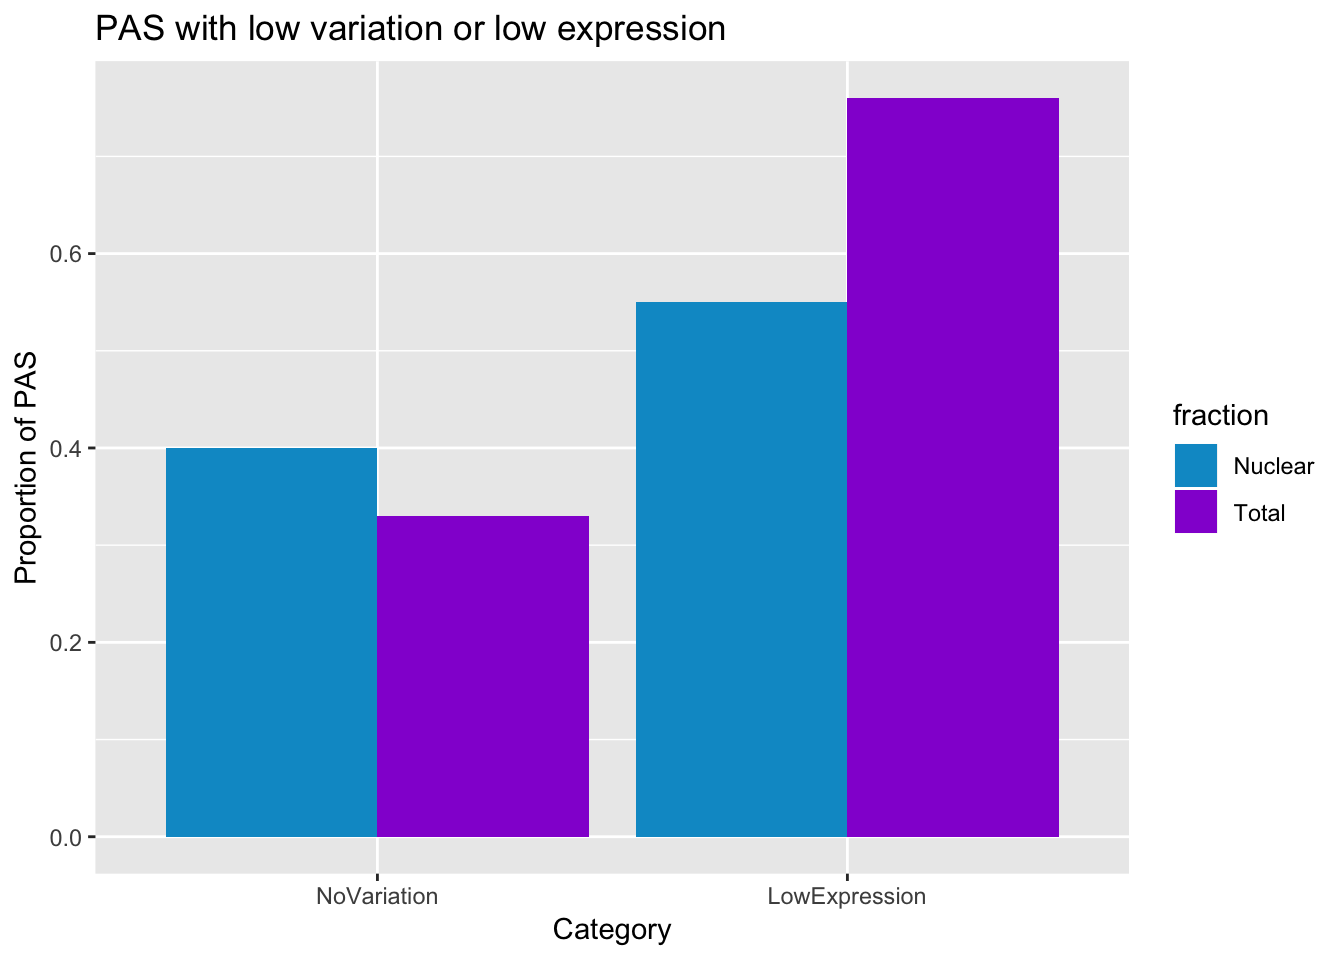 PAS with low variation or low expression
Proportion of PAS
0.6
0.4
0.2
0.0
NoVariation
LowExpression
Category
fraction
Nuclear
Total